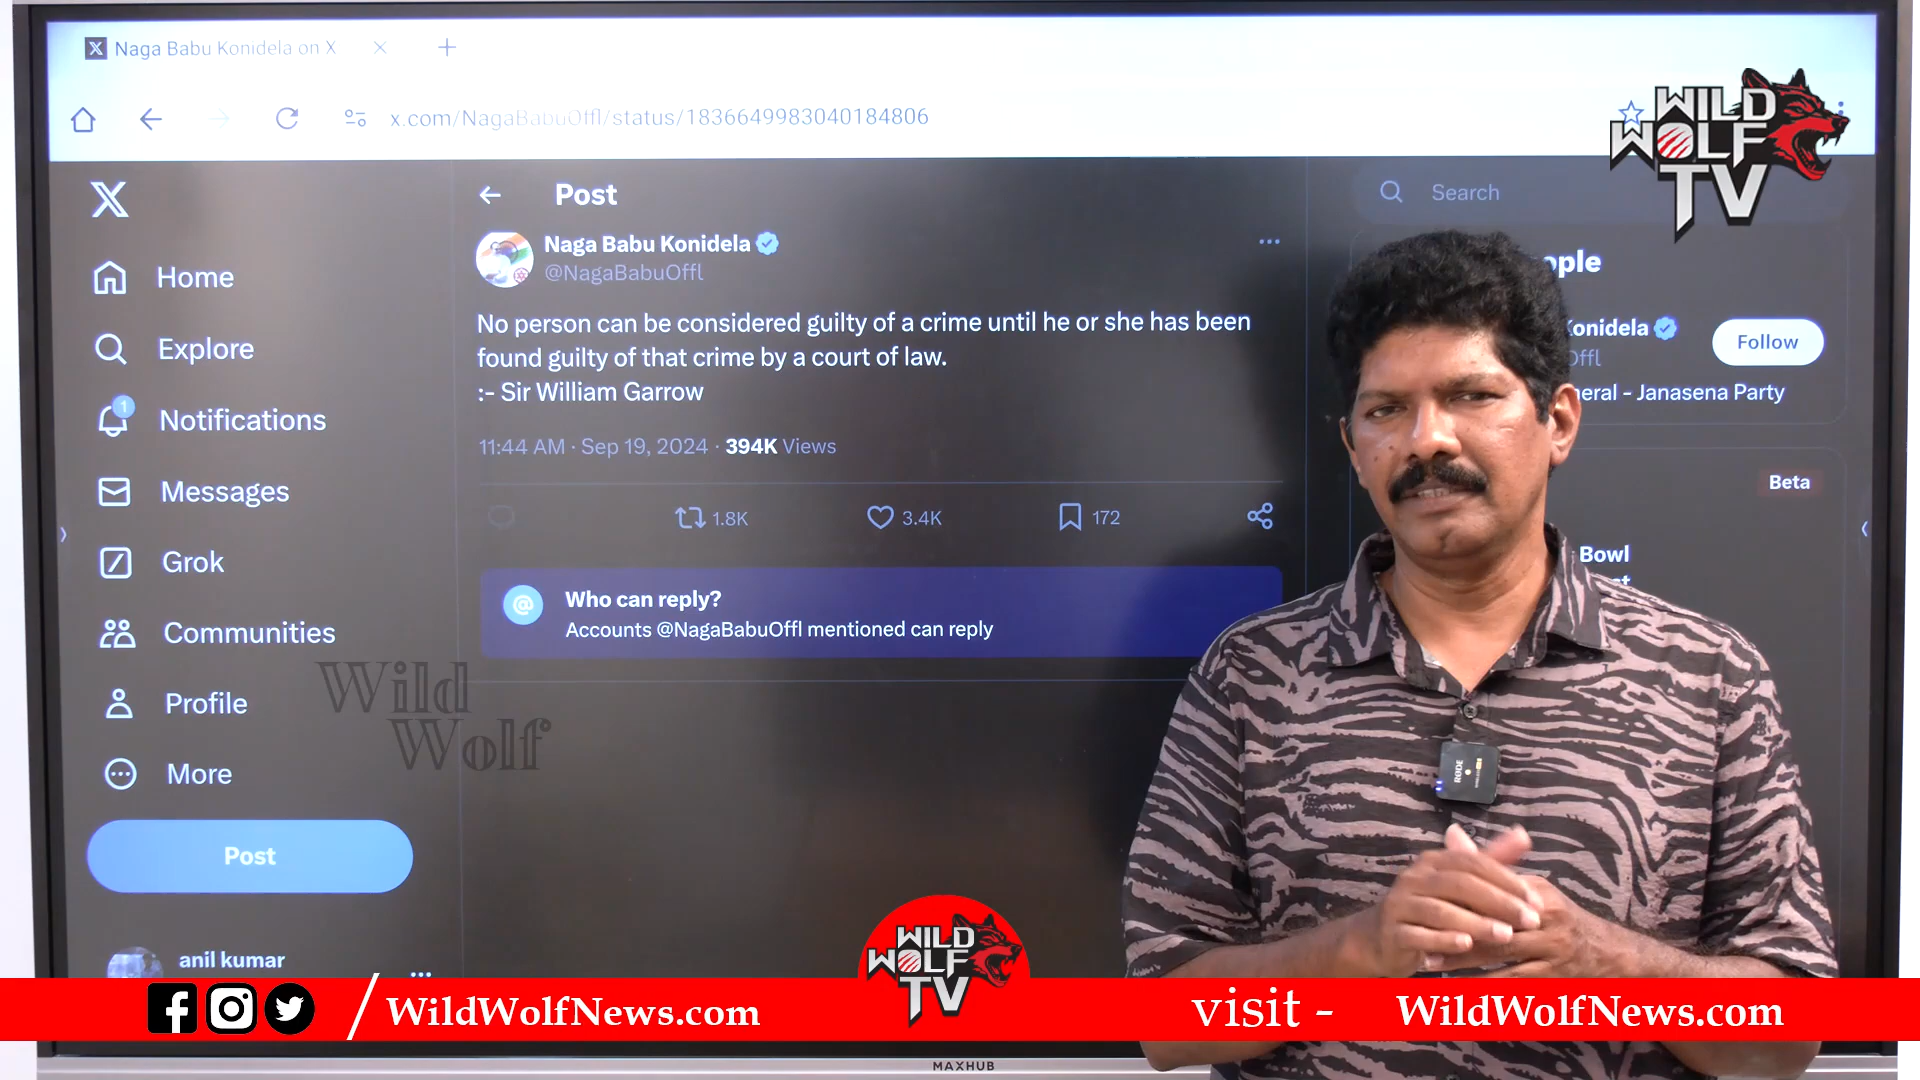 Naga Babu Konidela on X
x.com/NagaBabuOffl/status/1836649983040184806
WILD
WOLF
TV
Post
Search
Naga Babu Konidela
@NagaBabuOffl
No person can be considered guilty of a crime until he or she has been
found guilty of that crime by a court of law.
:- Sir William Garrow
11:44 AM · Sep 19, 2024 · 394K Views
1.8K
3.4K
172
Who can reply?
Accounts @NagaBabuOffl mentioned can reply
Home
Explore
1
Notifications
Messages
Grok
Communities
Profile
More
Post
anil kumar
Follow
- Janasena Party
Beta
Bowl
Wild
Wolf
RØDE
WILD
WOLF
TV
WildWolfNews.com
visit - WildWolfNews.com
MAXHUB